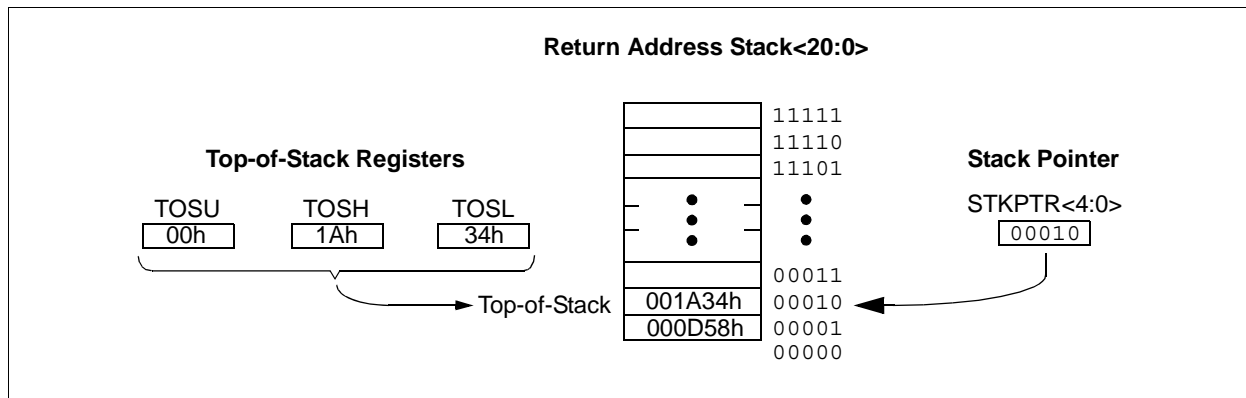 Return Address Stack<20:0>
Top-of-Stack Registers
TOSU TOSH TOSL
00h 1Ah 34h
11111
11110
11101
Stack Pointer
STKPTR<4:0>
00010
00011
Top-of-Stack 001A34h 00010
000D58h 00001
00000